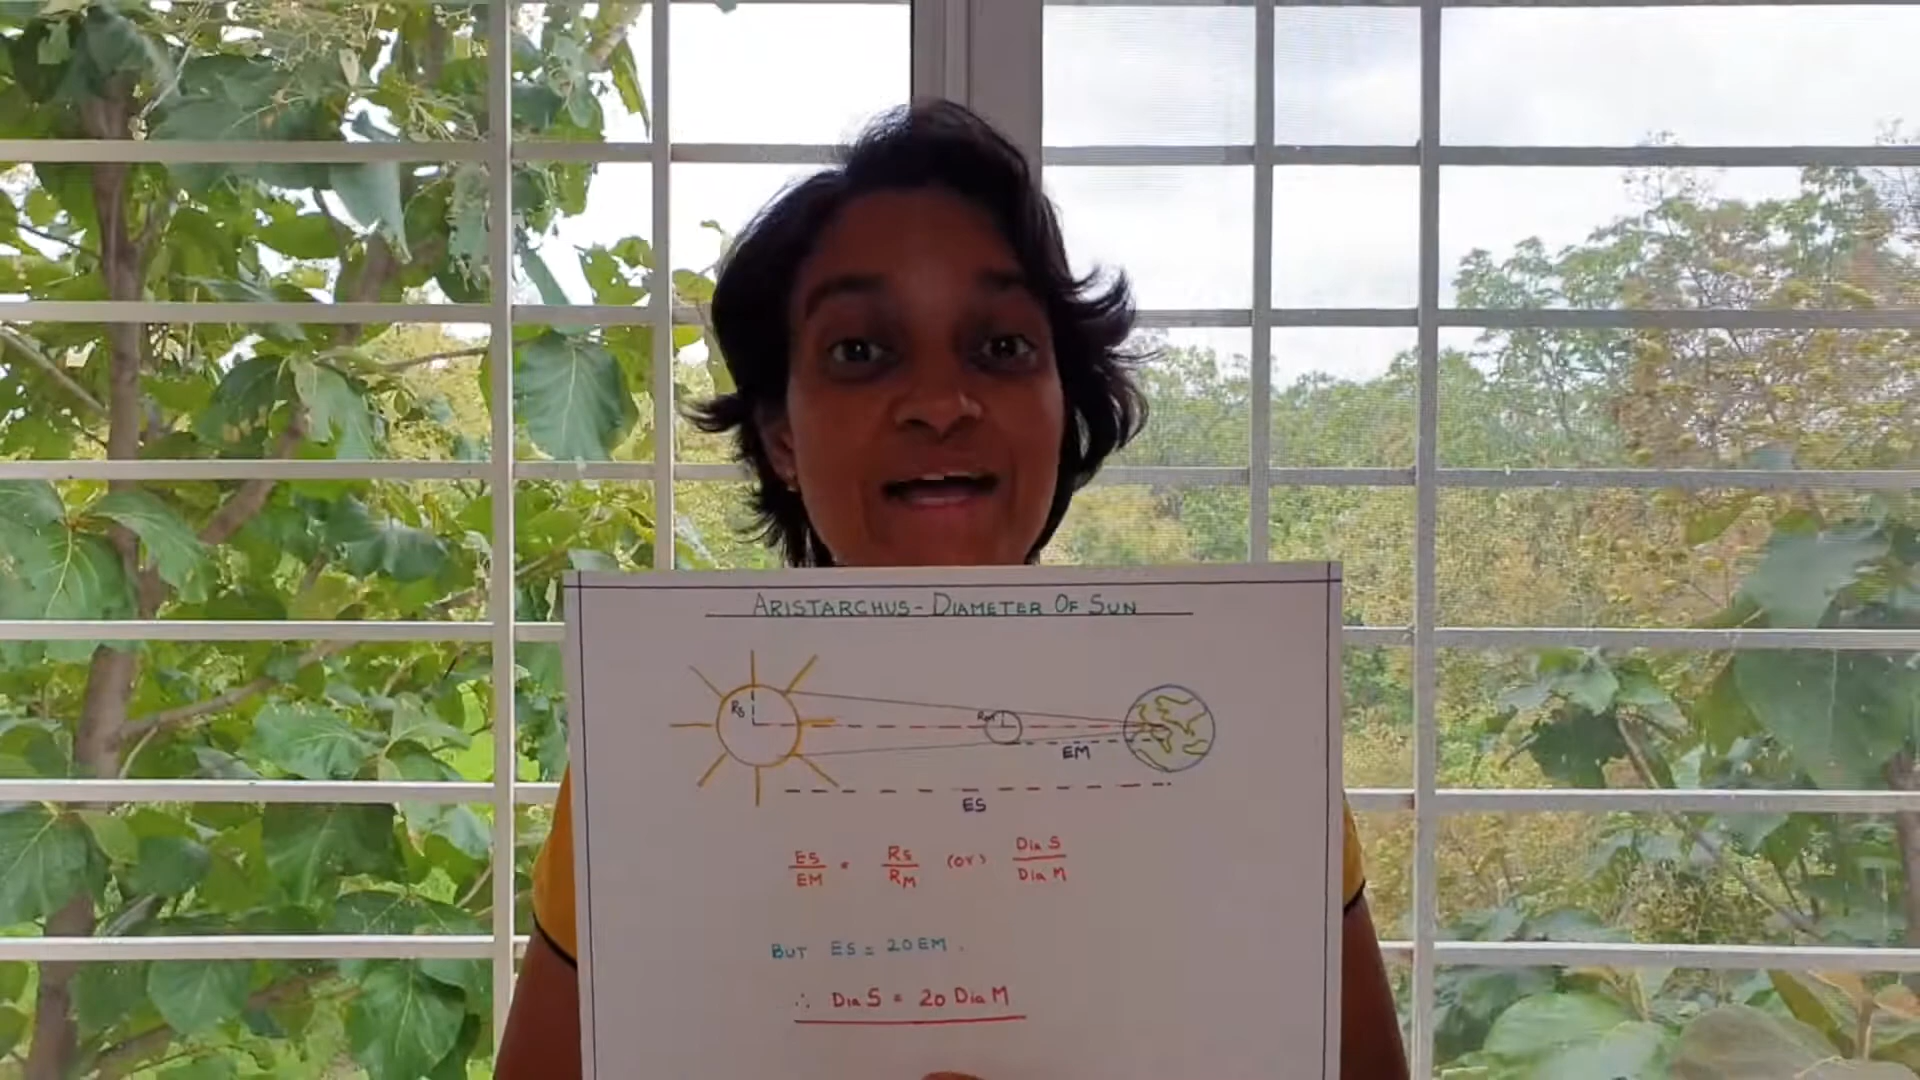 ARISTARCHUS - DIAMETER OF SUN
RS
RM
EM
ES
ES/EM = RS/RM (or) Dia S/Dia M
BUT ES = 20 EM.
∴ Dia S = 20 Dia M